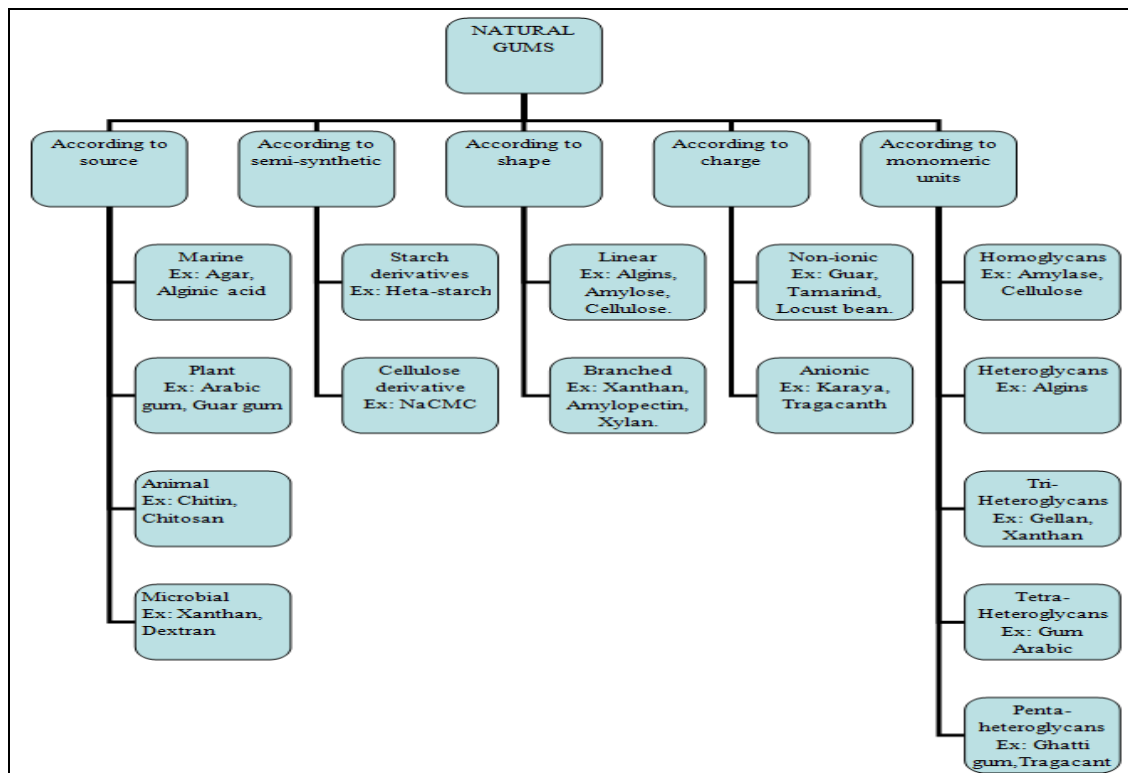 NATURAL
GUMS
According to
source
According to
semi-synthetic
According to
shape
According to
charge
According to
monomeric
units
Marine
Ex: Agar,
Alginic acid
Starch
derivatives
Ex: Heta-starch
Linear
Ex: Algins,
Amylose,
Cellulose.
Non-ionic
Ex: Guar,
Tamarind,
Locust bean.
Homoglycans
Ex: Amylase,
Cellulose
Plant
Ex: Arabic
gum, Guar gum
Cellulose
derivative
Ex: NaCMC
Branched
Ex: Xanthan,
Amylopectin,
Xylan.
Anionic
Ex: Karaya,
Tragacanth
Heteroglycans
Ex: Algins
Animal
Ex: Chitin,
Chitosan
Tri-
Heteroglycans
Ex: Gellan,
Xanthan
Microbial
Ex: Xanthan,
Dextran
Tetra-
Heteroglycans
Ex: Gum
Arabic
Penta-
heteroglycans
Ex: Ghatti
gum,Tragacant